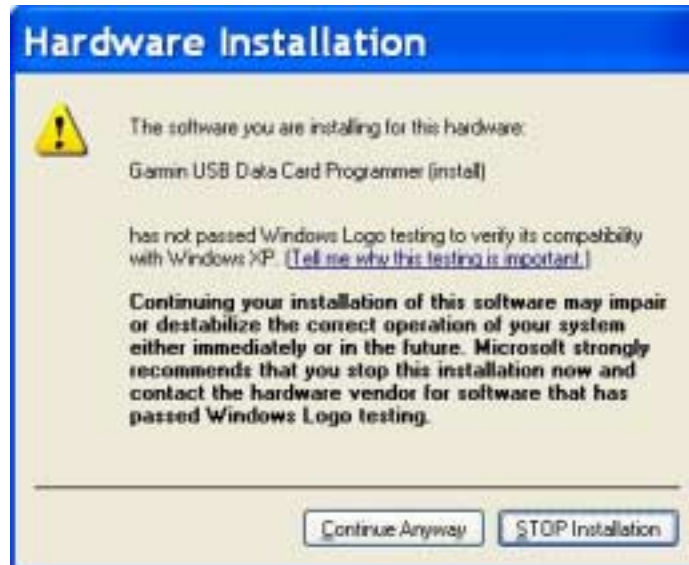 Hardware Installation
The software you are installing for this hardware:
Garmin USB Data Card Programmer (install)
has not passed Windows Logo testing to verify its compatibility
with Windows XP. (Tell me why this testing is important.)
Continuing your installation of this software may impair
or destabilize the correct operation of your system
either immediately or in the future. Microsoft strongly
recommends that you stop this installation now and
contact the hardware vendor for software that has
passed Windows Logo testing.
Continue Anyway
STOP Installation